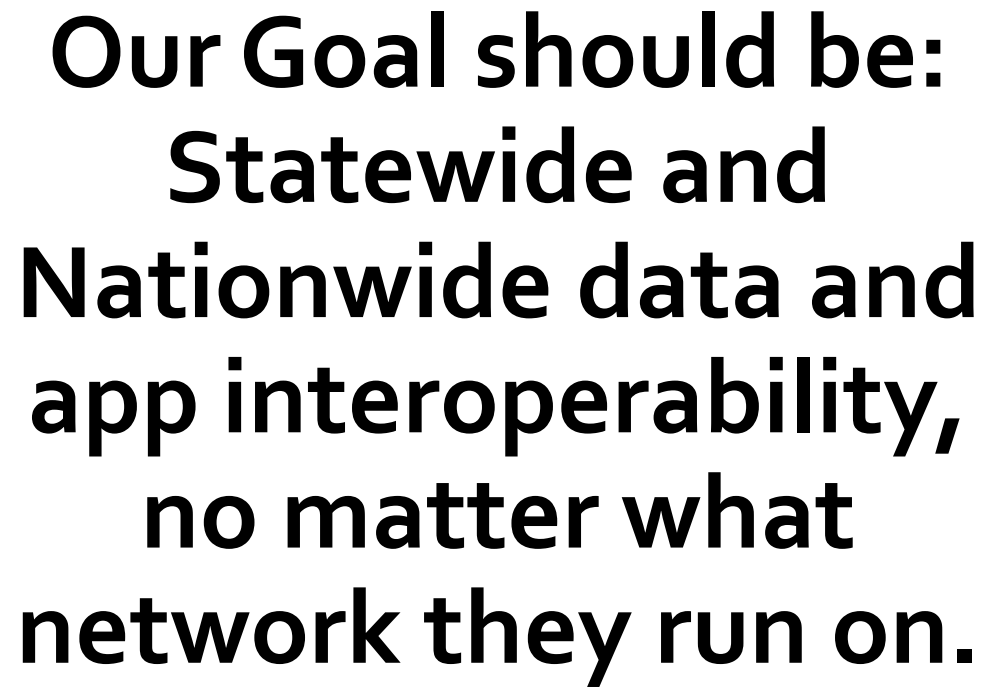 Our Goal should be:
Statewide and
Nationwide data and
app interoperability,
no matter what
network they run on.